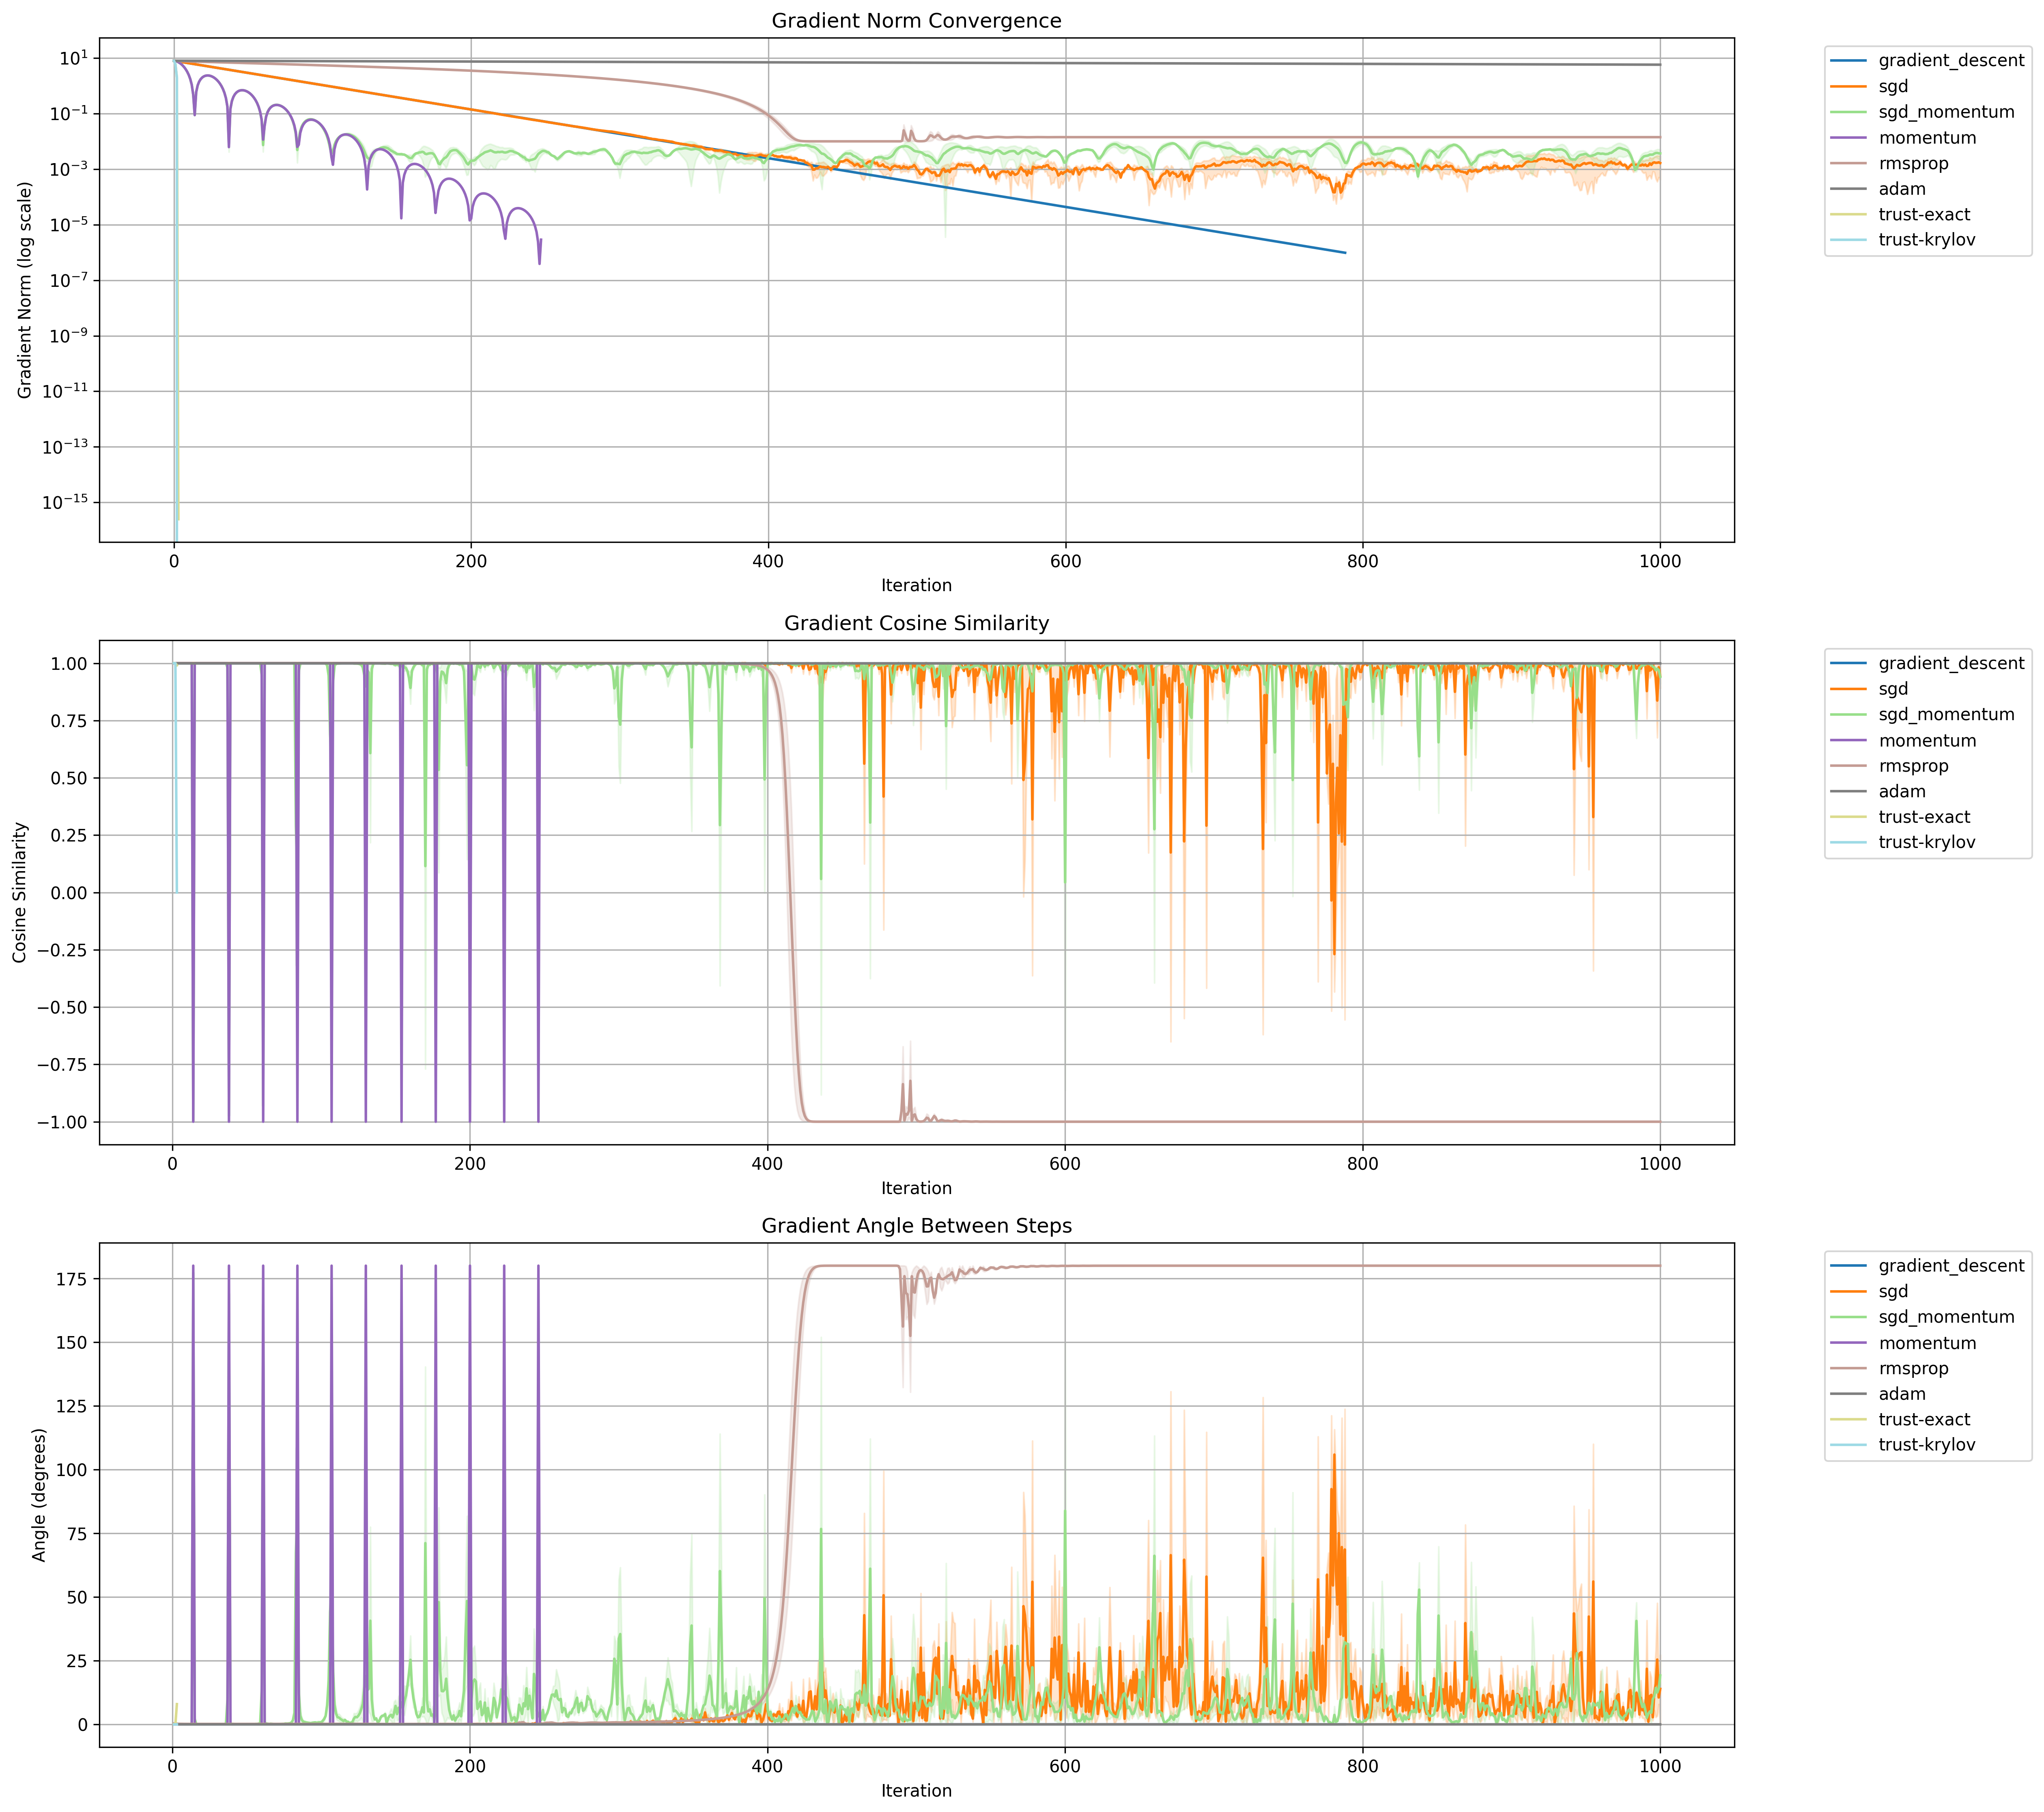 Gradient Norm Convergence
Gradient Norm (log scale)
10¹
10⁻¹
10⁻³
10⁻⁵
10⁻⁷
10⁻⁹
10⁻¹¹
10⁻¹³
10⁻¹⁵
0 200 400 600 800 1000
Iteration
gradient_descent
sgd
sgd_momentum
momentum
rmsprop
adam
trust-exact
trust-krylov
Gradient Cosine Similarity
Cosine Similarity
1.00
0.75
0.50
0.25
0.00
−0.25
−0.50
−0.75
−1.00
0 200 400 600 800 1000
Iteration
gradient_descent
sgd
sgd_momentum
momentum
rmsprop
adam
trust-exact
trust-krylov
Gradient Angle Between Steps
Angle (degrees)
175
150
125
100
75
50
25
0
0 200 400 600 800 1000
Iteration
gradient_descent
sgd
sgd_momentum
momentum
rmsprop
adam
trust-exact
trust-krylov